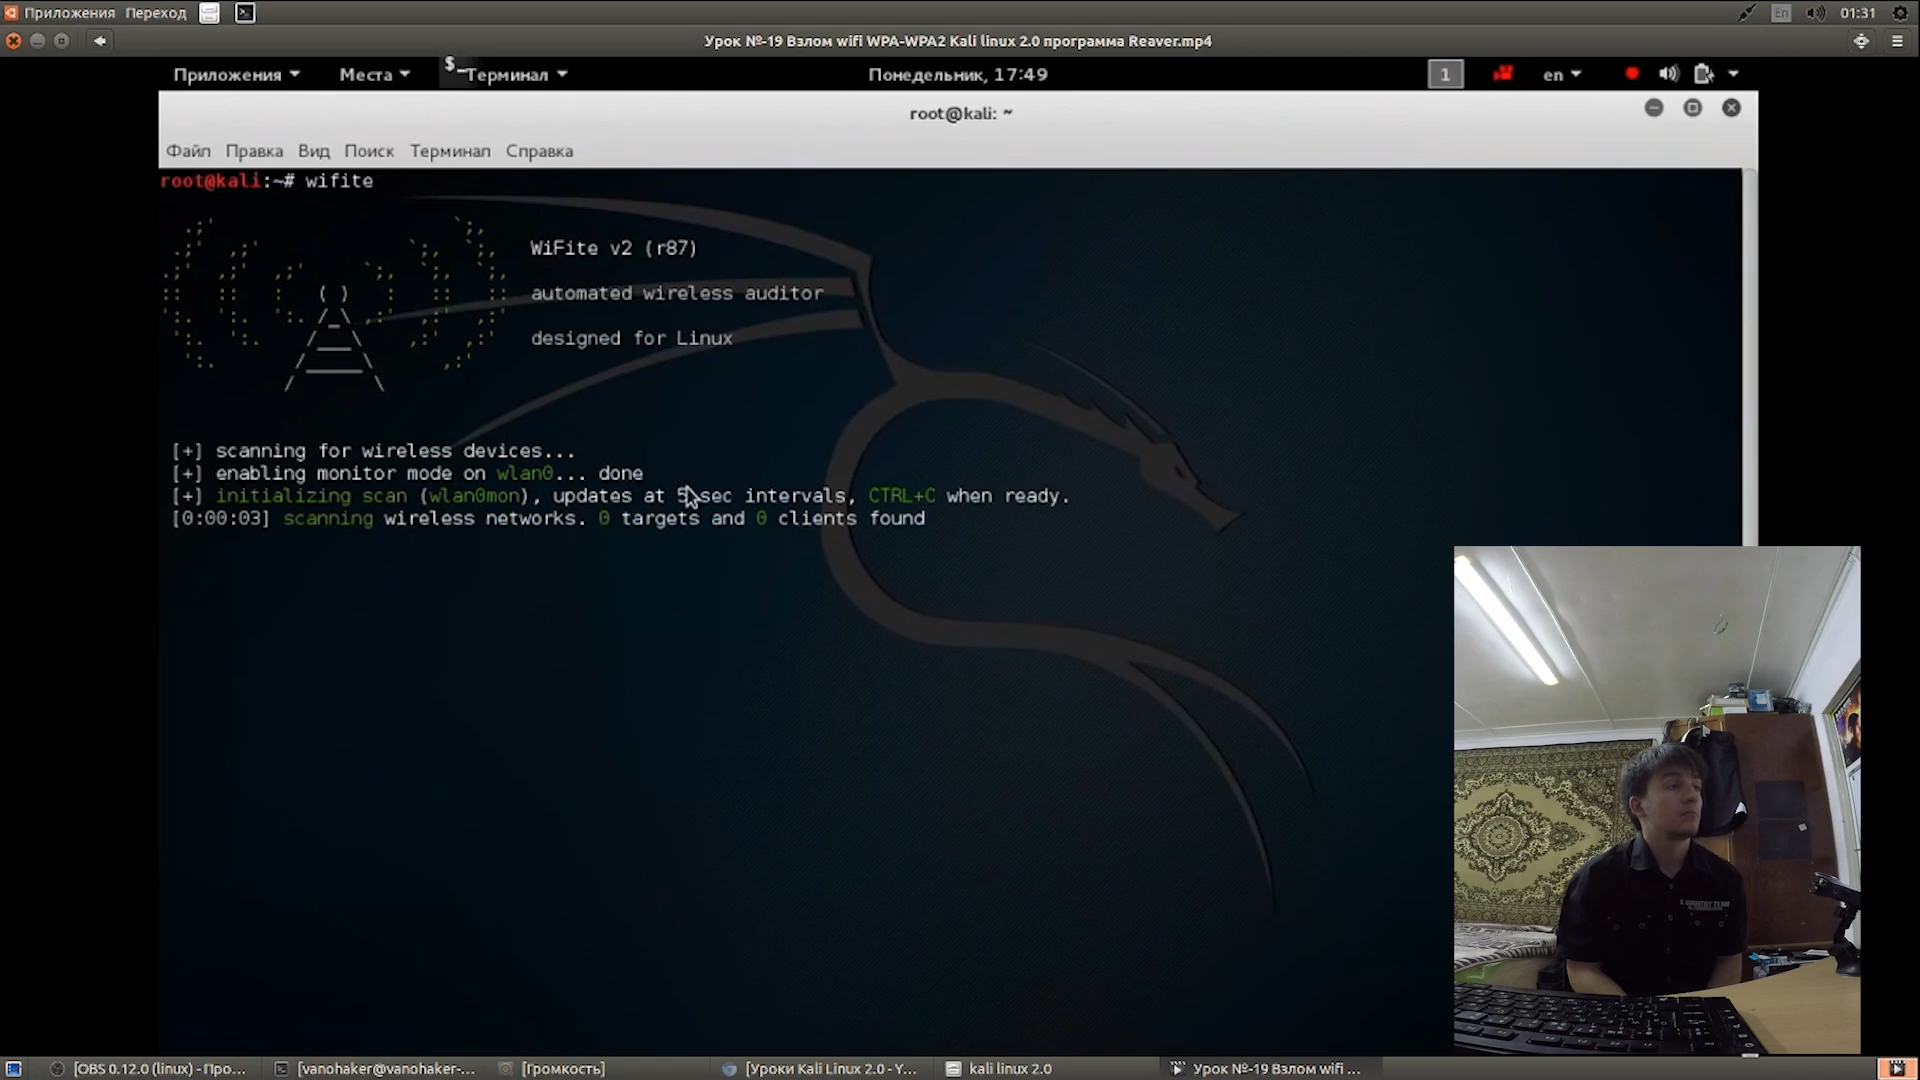 Приложения Переход En 01:31
Урок №-19 Взлом wifi WPA-WPA2 Kali linux 2.0 программа Reaver.mp4
Приложения Места $_ Терминал Понедельник, 17:49 1 en
root@kali: ~
Файл Правка Вид Поиск Терминал Справка
root@kali:~# wifite
WiFite v2 (r87)
automated wireless auditor
designed for Linux
[+] scanning for wireless devices...
[+] enabling monitor mode on wlan0... done
[+] initializing scan (wlan0mon), updates at 5 sec intervals, CTRL+C when ready.
[0:00:03] scanning wireless networks. 0 targets and 0 clients found
[OBS 0.12.0 (linux) - Про... [vanohaker@vanohaker-... [Громкость] [Уроки Kali Linux 2.0 - Y... kali linux 2.0 Урок №-19 Взлом wifi ...